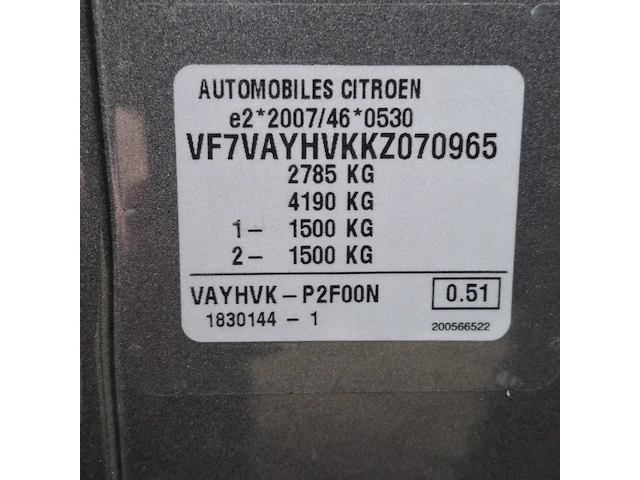 AUTOMOBILES CITROEN
e2*2007/46*0530
VF7VAYHVKKZ070965
2785 KG
4190 KG
1- 1500 KG
2- 1500 KG
VAYHVK-P2F00N 0.51
1830144-1 200566522